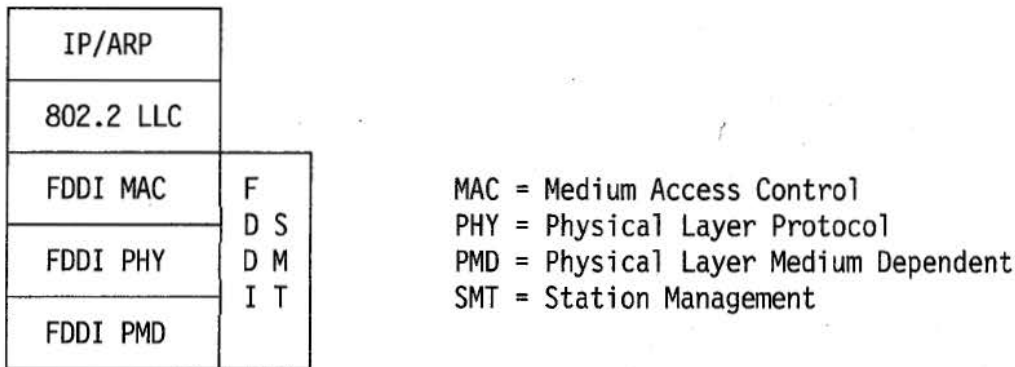 IP/ARP
802.2 LLC
FDDI MAC
FDDI PHY
FDDI PMD
F
D S
D M
I T
MAC = Medium Access Control
PHY = Physical Layer Protocol
PMD = Physical Layer Medium Dependent
SMT = Station Management